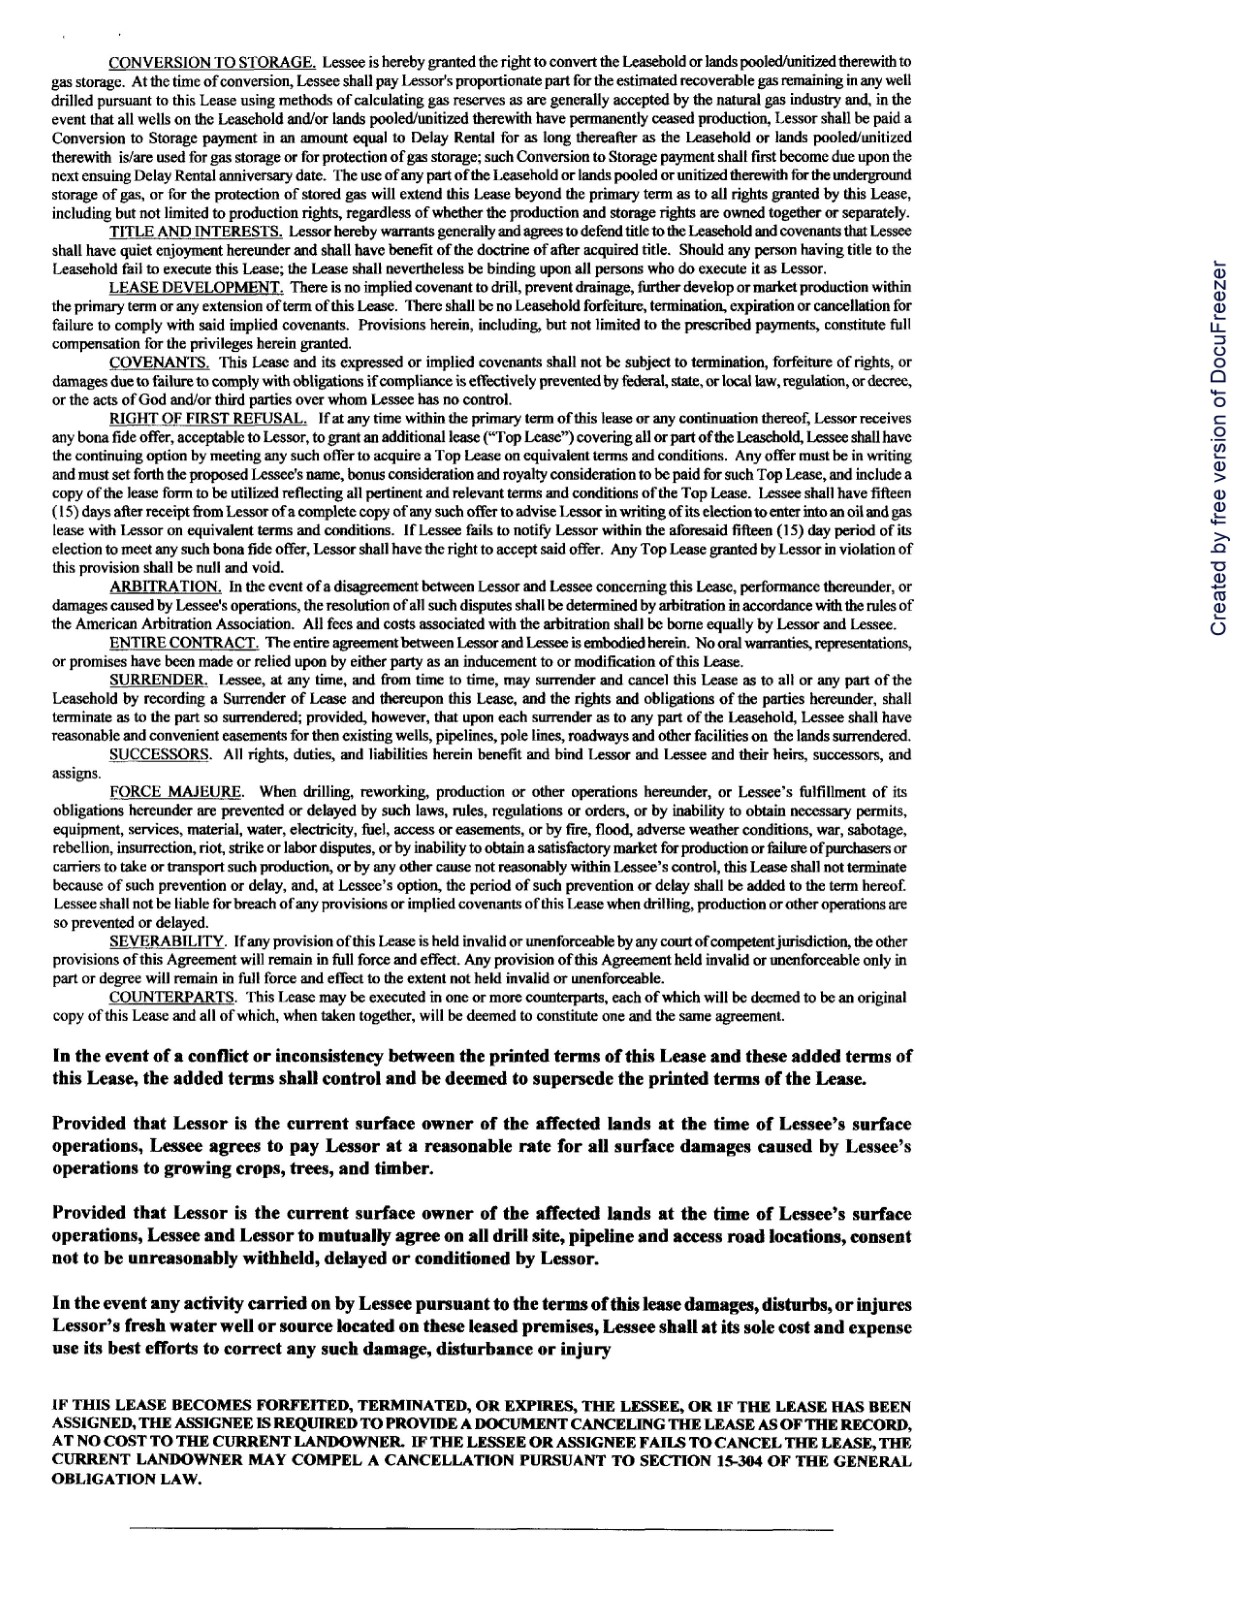 CONVERSION TO STORAGE. Lessee is hereby granted the right to convert the Leasehold or lands pooled/unitized therewith to
gas storage. At the time of conversion, Lessee shall pay Lessor's proportionate part for the estimated recoverable gas remaining in any well
drilled pursuant to this Lease using methods of calculating gas reserves as are generally accepted by the natural gas industry and, in the
event that all wells on the Leasehold and/or lands pooled/unitized therewith have permanently ceased production, Lessor shall be paid a
Conversion to Storage payment in an amount equal to Delay Rental for as long thereafter as the Leasehold or lands pooled/unitized
therewith is/are used for gas storage or for protection of gas storage; such Conversion to Storage payment shall first become due upon the
next ensuing Delay Rental anniversary date. The use of any part of the Leasehold or lands pooled or unitized therewith for the underground
storage of gas, or for the protection of stored gas will extend this Lease beyond the primary term as to all rights granted by this Lease,
including but not limited to production rights, regardless of whether the production and storage rights are owned together or separately.
TITLE AND INTERESTS. Lessor hereby warrants generally and agrees to defend title to the Leasehold and covenants that Lessee
shall have quiet enjoyment hereunder and shall have benefit of the doctrine of after acquired title. Should any person having title to the
Leasehold fail to execute this Lease; the Lease shall nevertheless be binding upon all persons who do execute it as Lessor.
LEASE DEVELOPMENT. There is no implied covenant to drill, prevent drainage, further develop or market production within
the primary term or any extension of term of this Lease. There shall be no Leasehold forfeiture, termination, expiration or cancellation for
failure to comply with said implied covenants. Provisions herein, including, but not limited to the prescribed payments, constitute full
compensation for the privileges herein granted.
COVENANTS. This Lease and its expressed or implied covenants shall not be subject to termination, forfeiture of rights, or
damages due to failure to comply with obligations if compliance is effectively prevented by federal, state, or local law, regulation, or decree,
or the acts of God and/or third parties over whom Lessee has no control.
RIGHT OF FIRST REFUSAL. If at any time within the primary term of this lease or any continuation thereof, Lessor receives
any bona fide offer, acceptable to Lessor, to grant an additional lease (“Top Lease”) covering all or part of the Leasehold, Lessee shall have
the continuing option by meeting any such offer to acquire a Top Lease on equivalent terms and conditions. Any offer must be in writing
and must set forth the proposed Lessee's name, bonus consideration and royalty consideration to be paid for such Top Lease, and include a
copy of the lease form to be utilized reflecting all pertinent and relevant terms and conditions of the Top Lease. Lessee shall have fifteen
(15) days after receipt from Lessor of a complete copy of any such offer to advise Lessor in writing of its election to enter into an oil and gas
lease with Lessor on equivalent terms and conditions. If Lessee fails to notify Lessor within the aforesaid fifteen (15) day period of its
election to meet any such bona fide offer, Lessor shall have the right to accept said offer. Any Top Lease granted by Lessor in violation of
this provision shall be null and void.
ARBITRATION. In the event of a disagreement between Lessor and Lessee concerning this Lease, performance thereunder, or
damages caused by Lessee's operations, the resolution of all such disputes shall be determined by arbitration in accordance with the rules of
the American Arbitration Association. All fees and costs associated with the arbitration shall be borne equally by Lessor and Lessee.
ENTIRE CONTRACT. The entire agreement between Lessor and Lessee is embodied herein. No oral warranties, representations,
or promises have been made or relied upon by either party as an inducement to or modification of this Lease.
SURRENDER. Lessee, at any time, and from time to time, may surrender and cancel this Lease as to all or any part of the
Leasehold by recording a Surrender of Lease and thereupon this Lease, and the rights and obligations of the parties hereunder, shall
terminate as to the part so surrendered; provided, however, that upon each surrender as to any part of the Leasehold, Lessee shall have
reasonable and convenient easements for then existing wells, pipelines, pole lines, roadways and other facilities on the lands surrendered.
SUCCESSORS. All rights, duties, and liabilities herein benefit and bind Lessor and Lessee and their heirs, successors, and
assigns.
FORCE MAJEURE. When drilling, reworking, production or other operations hereunder, or Lessee's fulfillment of its
obligations hereunder are prevented or delayed by such laws, rules, regulations or orders, or by inability to obtain necessary permits,
equipment, services, material, water, electricity, fuel, access or easements, or by fire, flood, adverse weather conditions, war, sabotage,
rebellion, insurrection, riot, strike or labor disputes, or by inability to obtain a satisfactory market for production or failure of purchasers or
carriers to take or transport such production, or by any other cause not reasonably within Lessee's control, this Lease shall not terminate
because of such prevention or delay, and, at Lessee's option, the period of such prevention or delay shall be added to the term hereof.
Lessee shall not be liable for breach of any provisions or implied covenants of this Lease when drilling, production or other operations are
so prevented or delayed.
SEVERABILITY. If any provision of this Lease is held invalid or unenforceable by any court of competent jurisdiction, the other
provisions of this Agreement will remain in full force and effect. Any provision of this Agreement held invalid or unenforceable only in
part or degree will remain in full force and effect to the extent not held invalid or unenforceable.
COUNTERPARTS. This Lease may be executed in one or more counterparts, each of which will be deemed to be an original
copy of this Lease and all of which, when taken together, will be deemed to constitute one and the same agreement.
In the event of a conflict or inconsistency between the printed terms of this Lease and these added terms of
this Lease, the added terms shall control and be deemed to supersede the printed terms of the Lease.
Provided that Lessor is the current surface owner of the affected lands at the time of Lessee's surface
operations, Lessee agrees to pay Lessor at a reasonable rate for all surface damages caused by Lessee's
operations to growing crops, trees, and timber.
Provided that Lessor is the current surface owner of the affected lands at the time of Lessee's surface
operations, Lessee and Lessor to mutually agree on all drill site, pipeline and access road locations, consent
not to be unreasonably withheld, delayed or conditioned by Lessor.
In the event any activity carried on by Lessee pursuant to the terms of this lease damages, disturbs, or injures
Lessor's fresh water well or source located on these leased premises, Lessee shall at its sole cost and expense
use its best efforts to correct any such damage, disturbance or injury
IF THIS LEASE BECOMES FORFEITED, TERMINATED, OR EXPIRES, THE LESSEE, OR IF THE LEASE HAS BEEN
ASSIGNED, THE ASSIGNEE IS REQUIRED TO PROVIDE A DOCUMENT CANCELING THE LEASE AS OF THE RECORD,
AT NO COST TO THE CURRENT LANDOWNER. IF THE LESSEE OR ASSIGNEE FAILS TO CANCEL THE LEASE, THE
CURRENT LANDOWNER MAY COMPEL A CANCELLATION PURSUANT TO SECTION 15-304 OF THE GENERAL
OBLIGATION LAW.
Created by free version of DocuFreezer